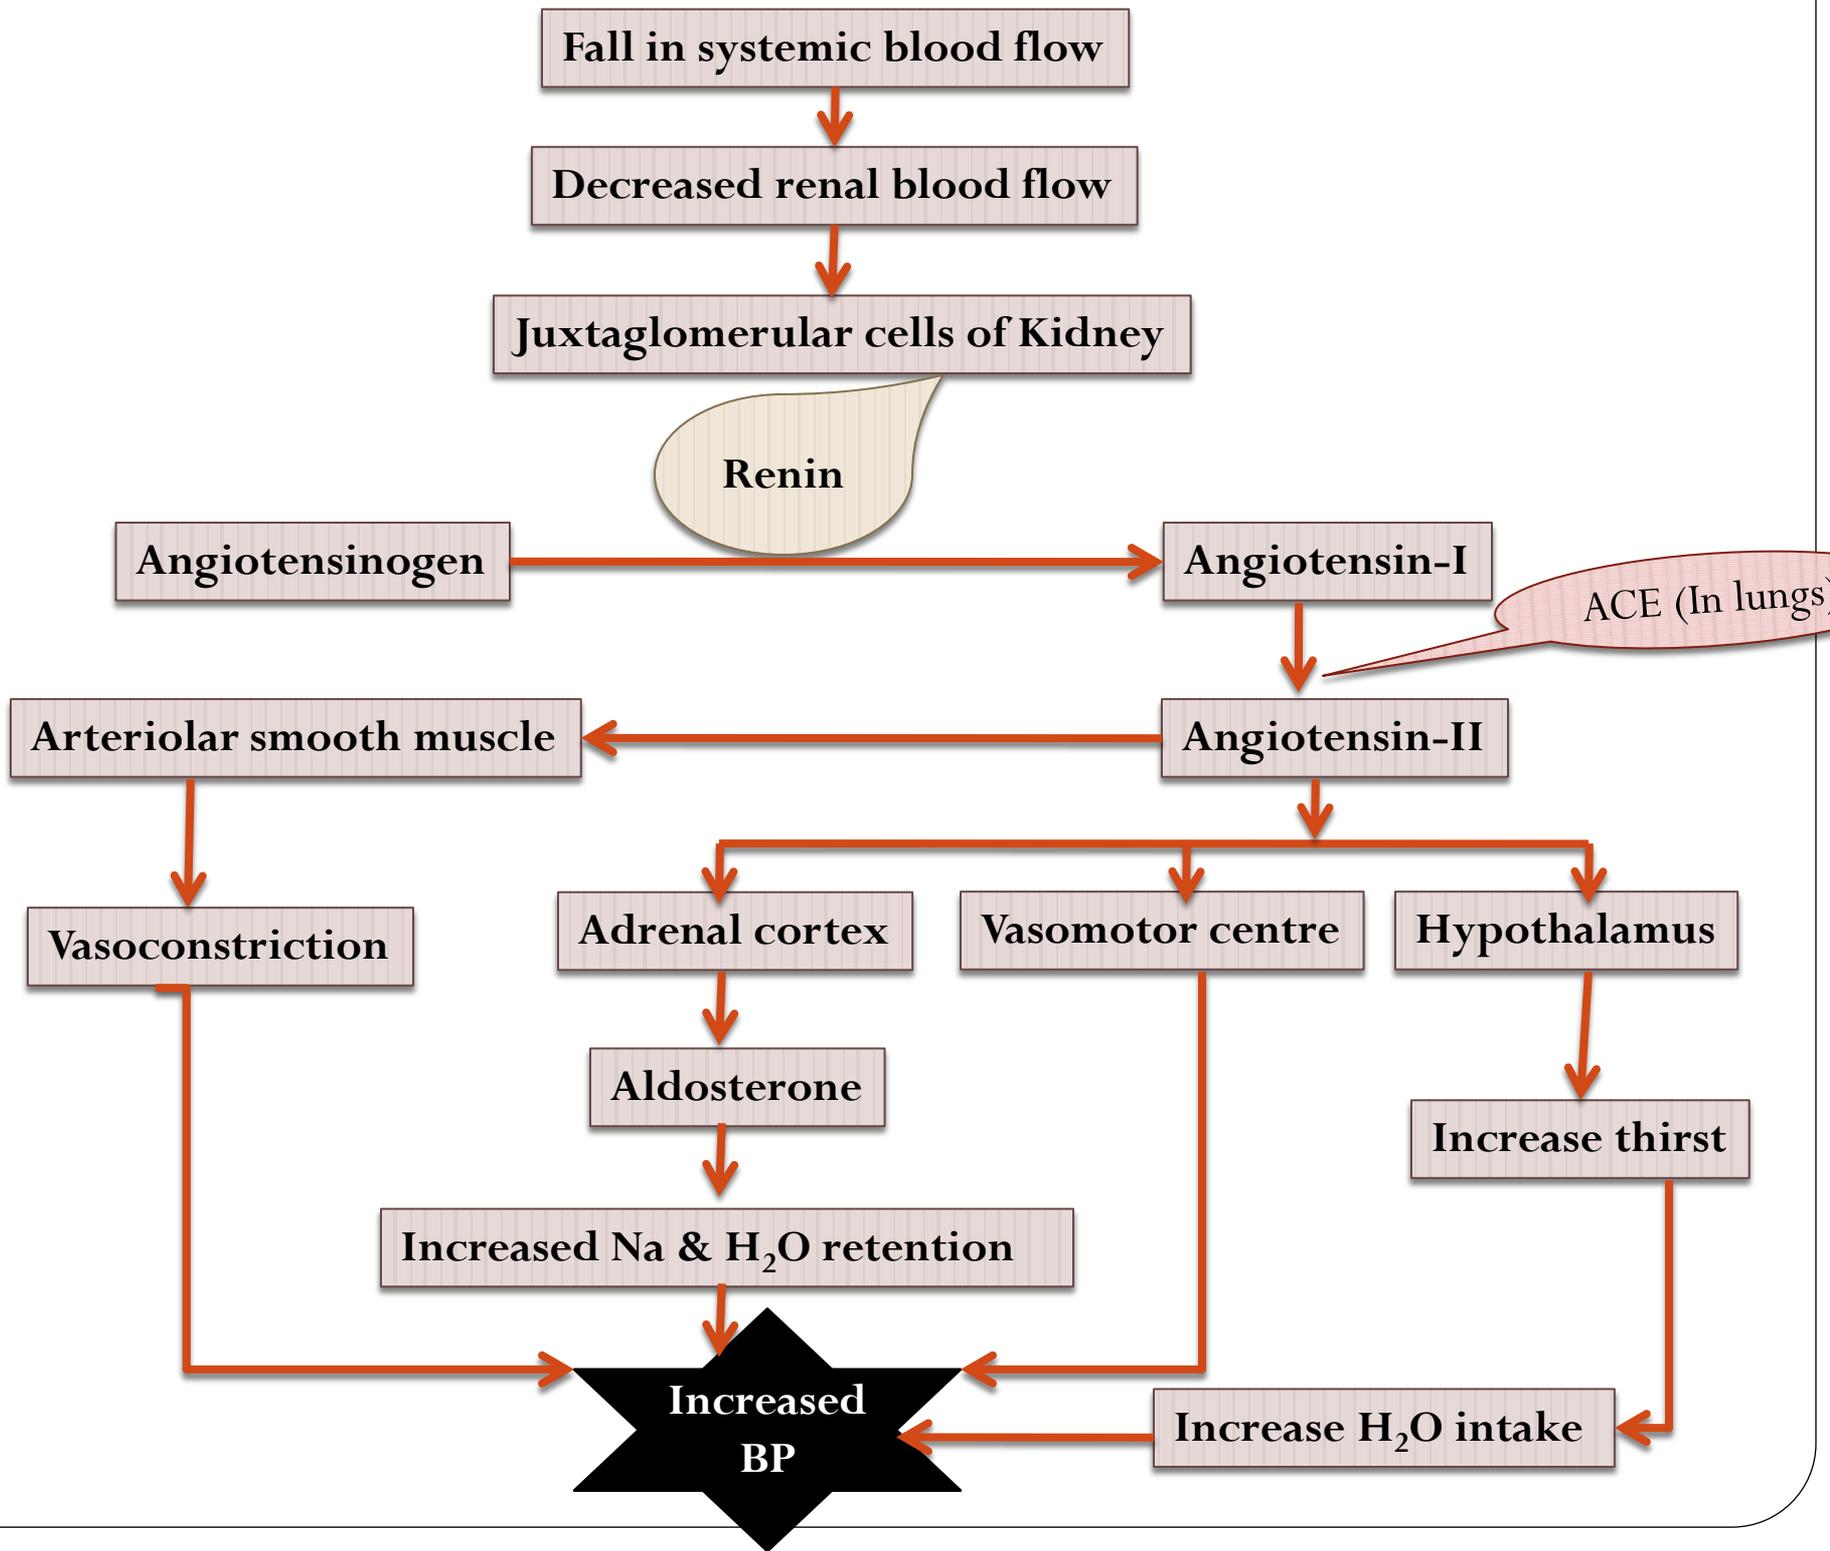 Fall in systemic blood flow
Decreased renal blood flow
Juxtaglomerular cells of Kidney
Renin
Angiotensinogen
Angiotensin-I
ACE (In lungs)
Arteriolar smooth muscle
Angiotensin-II
Vasoconstriction
Adrenal cortex
Vasomotor centre
Hypothalamus
Aldosterone
Increase thirst
Increased Na & H₂O retention
Increased
BP
Increase H₂O intake